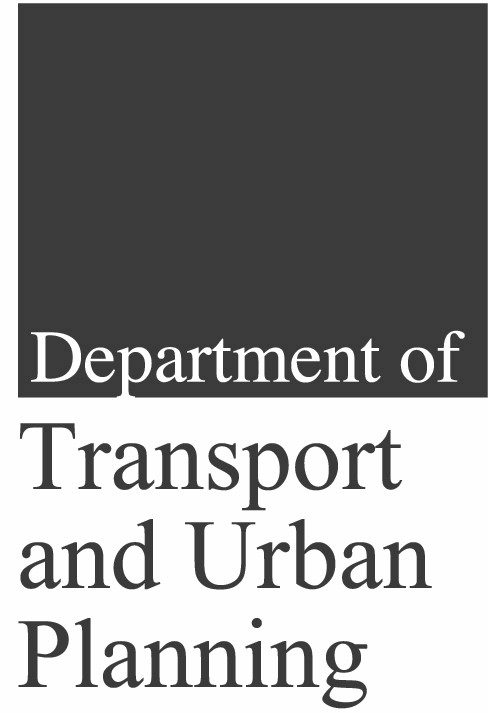 Department of
Transport
and Urban
Planning